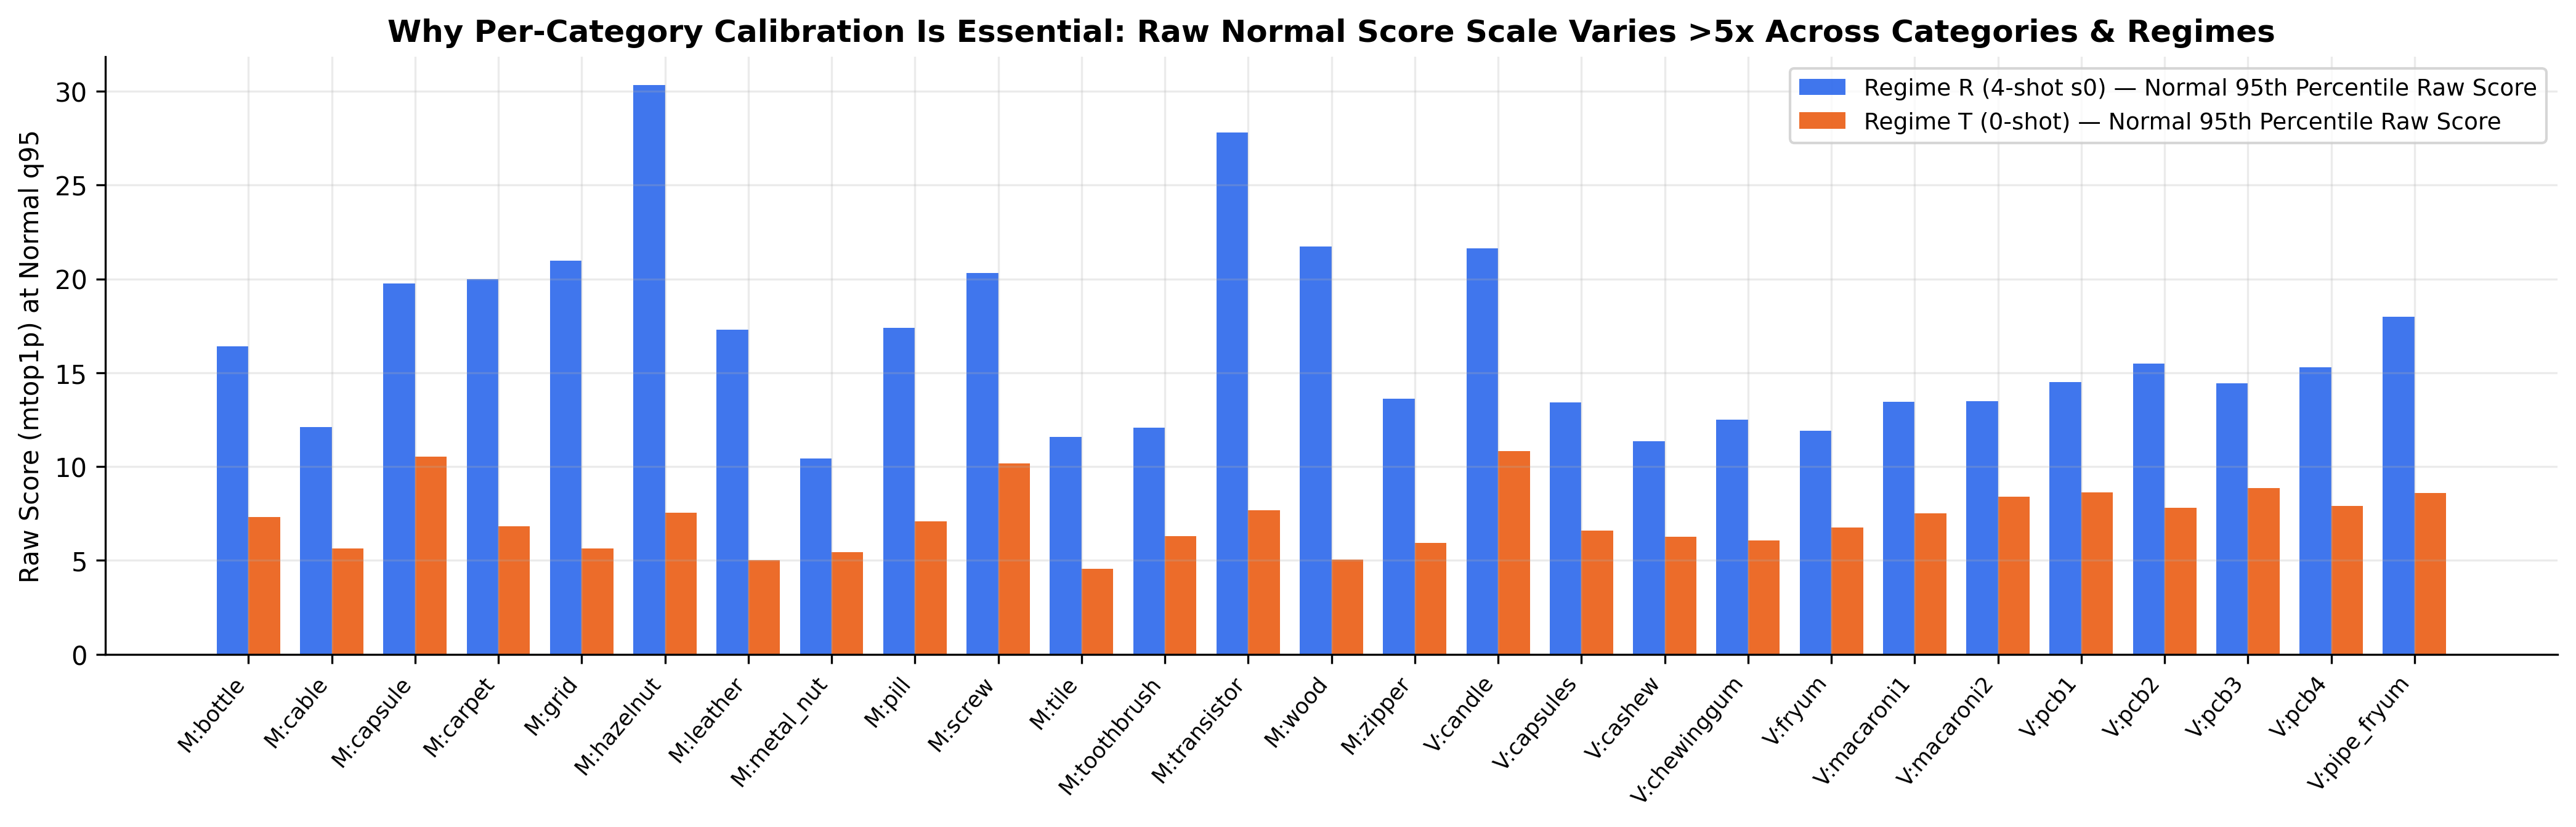 Why Per-Category Calibration Is Essential: Raw Normal Score Scale Varies >5x Across Categories & Regimes
Regime R (4-shot s0) — Normal 95th Percentile Raw Score
Regime T (0-shot) — Normal 95th Percentile Raw Score
Raw Score (mtop1p) at Normal q95
30
25
20
15
10
5
0
M:bottle
M:cable
M:capsule
M:carpet
M:grid
M:hazelnut
M:leather
M:metal_nut
M:pill
M:screw
M:tile
M:toothbrush
M:transistor
M:wood
M:zipper
V:candle
V:capsules
V:cashew
V:chewinggum
V:fryum
V:macaroni1
V:macaroni2
V:pcb1
V:pcb2
V:pcb3
V:pcb4
V:pipe_fryum